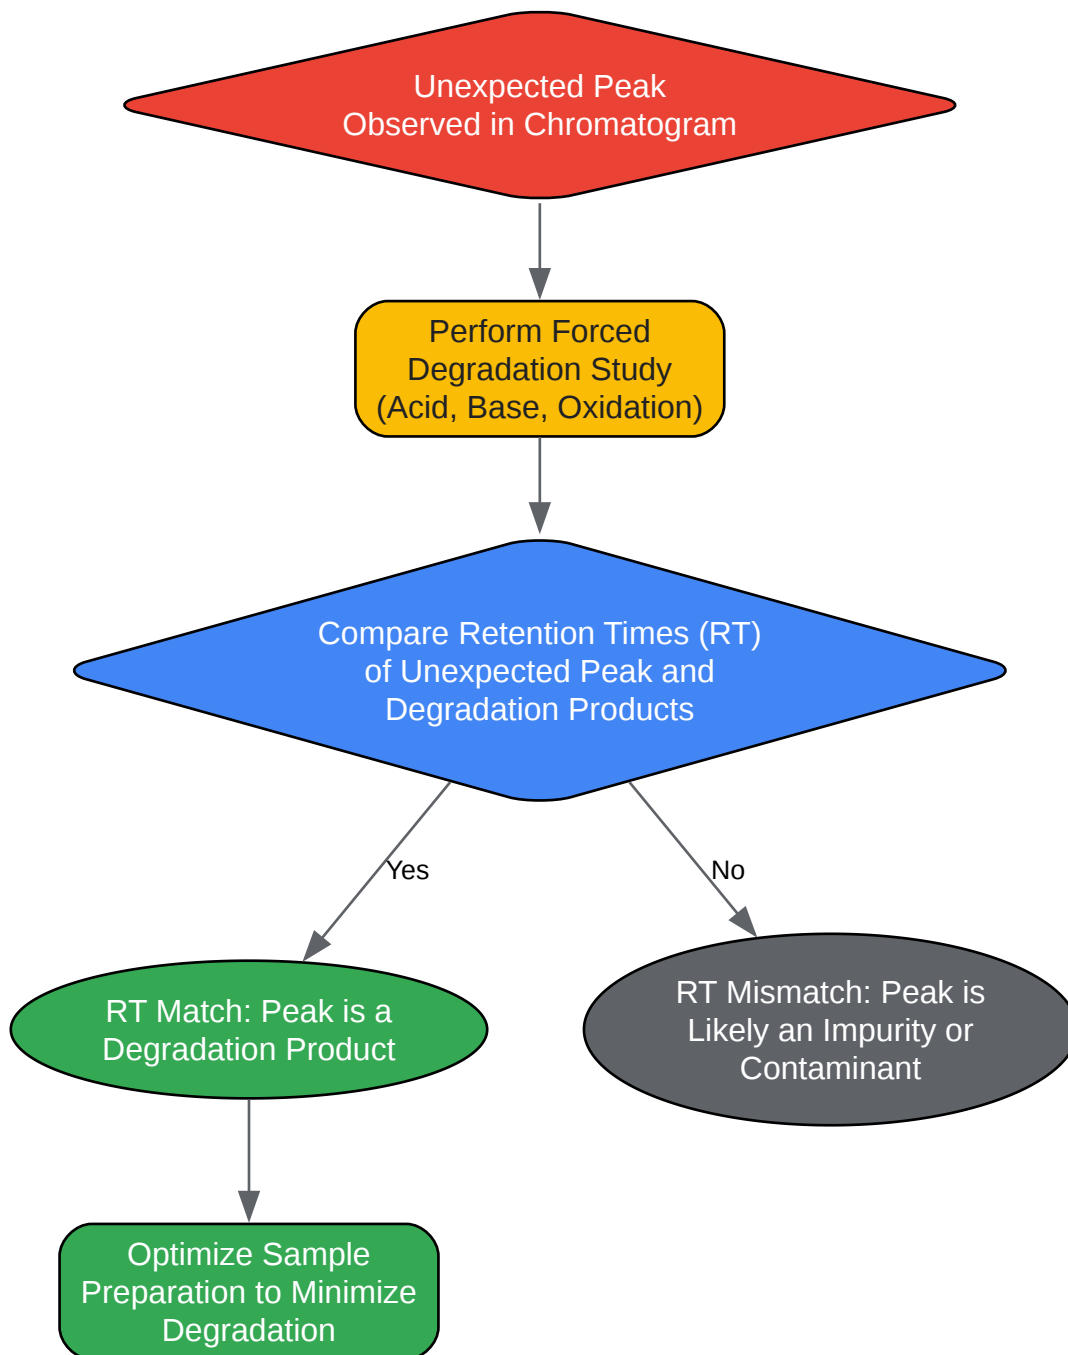 Unexpected Peak
Observed in Chromatogram
Perform Forced
Degradation Study
(Acid, Base, Oxidation)
Compare Retention Times (RT)
of Unexpected Peak and
Degradation Products
Yes
No
RT Match: Peak is a
Degradation Product
RT Mismatch: Peak is
Likely an Impurity or
Contaminant
Optimize Sample
Preparation to Minimize
Degradation